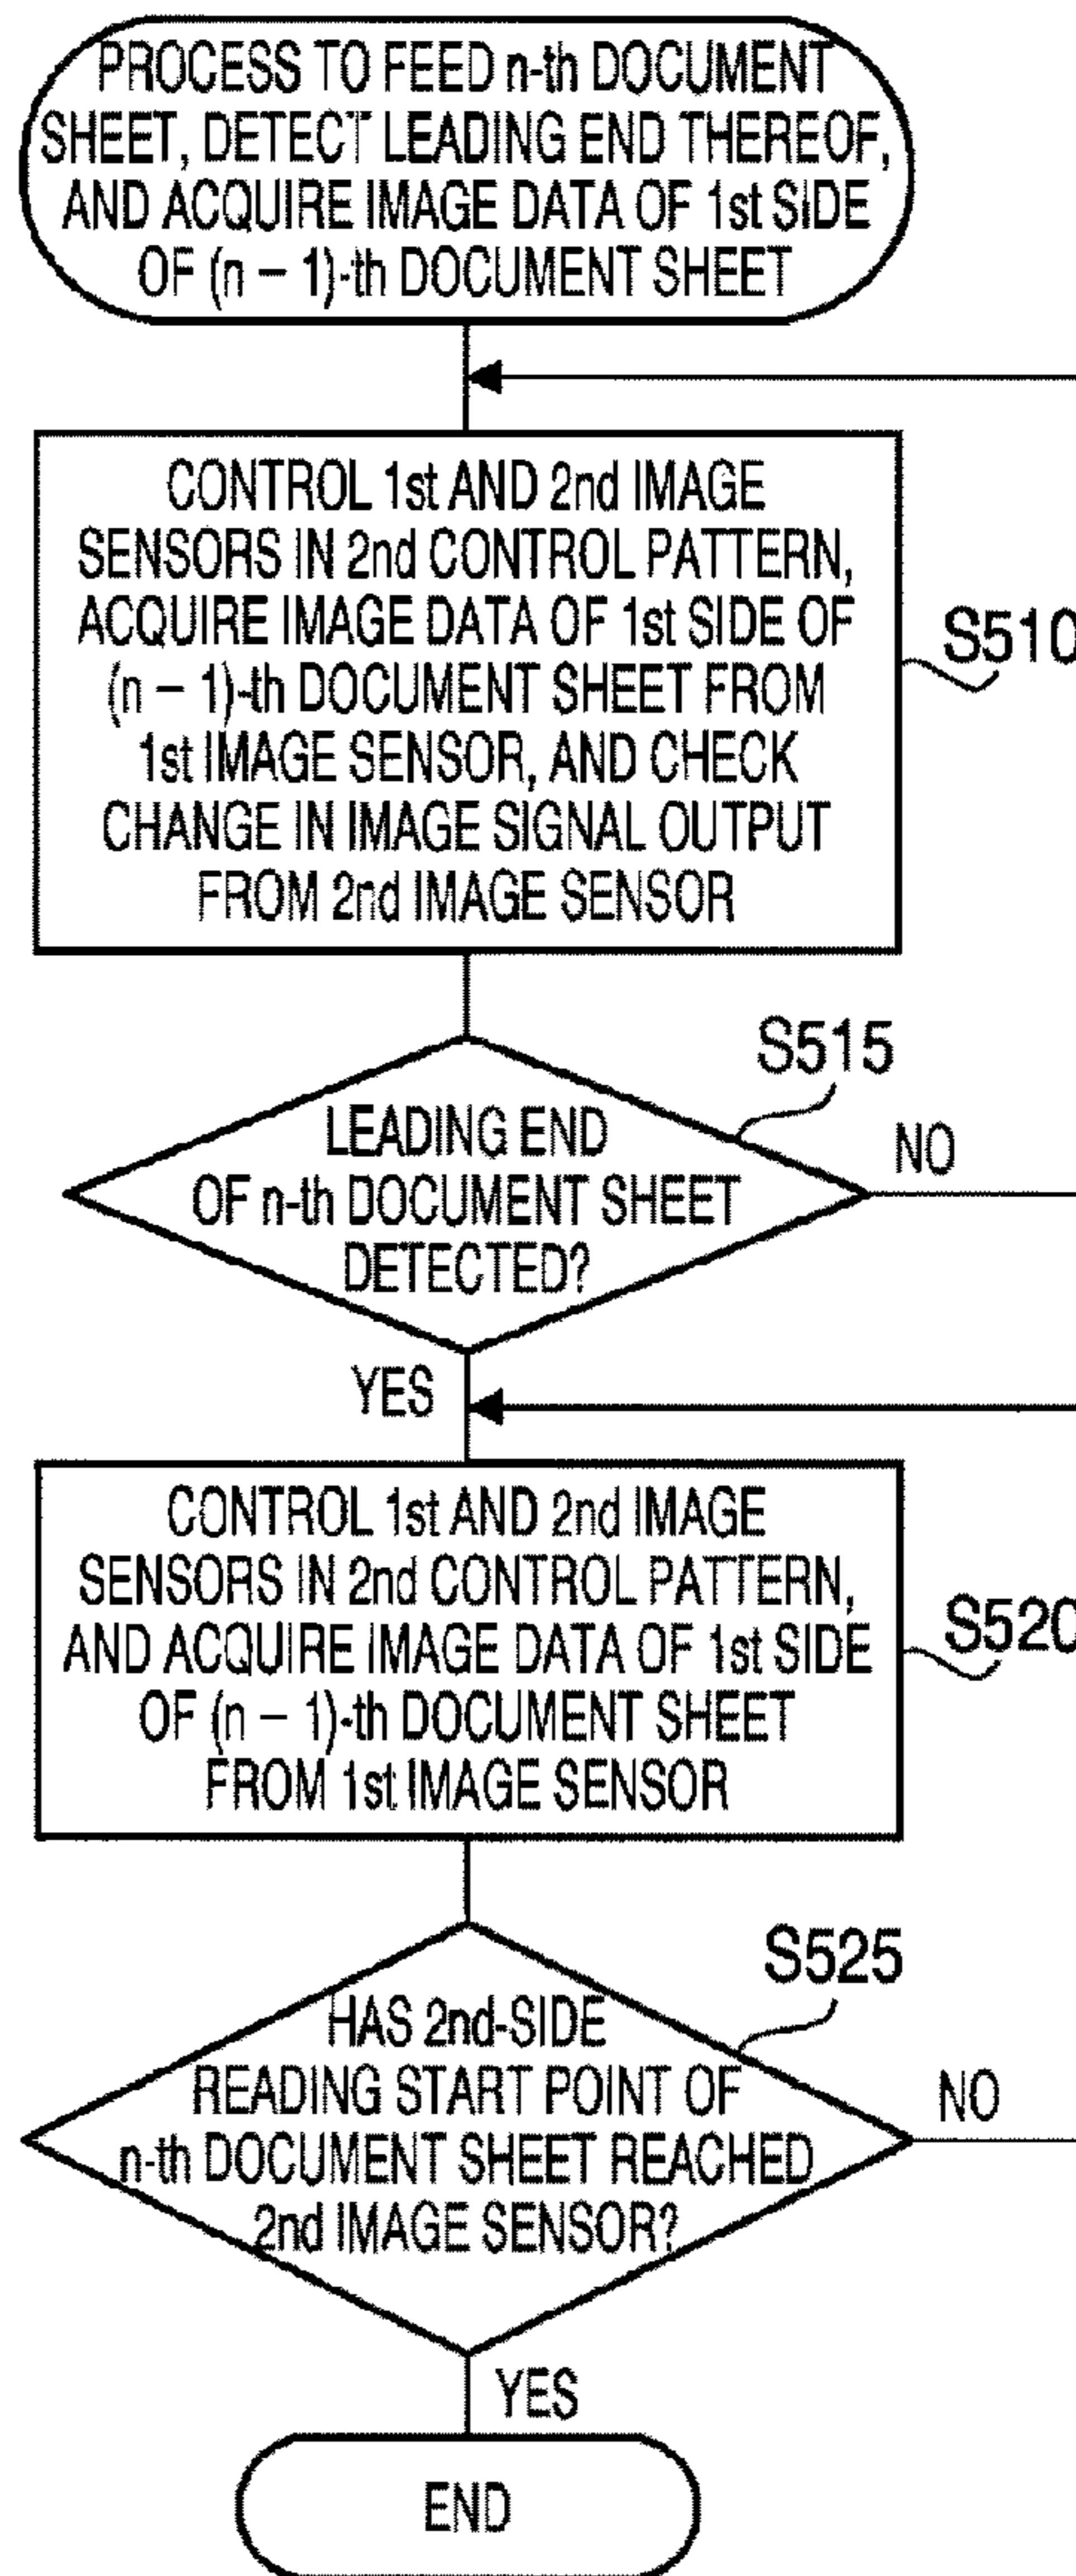 PROCESS TO FEED n-th DOCUMENT
SHEET, DETECT LEADING END THEREOF,
AND ACQUIRE IMAGE DATA OF 1st SIDE
OF (n – 1)-th DOCUMENT SHEET
CONTROL 1st AND 2nd IMAGE
SENSORS IN 2nd CONTROL PATTERN,
ACQUIRE IMAGE DATA OF 1st SIDE OF
(n – 1)-th DOCUMENT SHEET FROM
1st IMAGE SENSOR, AND CHECK
CHANGE IN IMAGE SIGNAL OUTPUT
FROM 2nd IMAGE SENSOR
S510
S515
LEADING END
OF n-th DOCUMENT SHEET
DETECTED?
NO
YES
CONTROL 1st AND 2nd IMAGE
SENSORS IN 2nd CONTROL PATTERN,
AND ACQUIRE IMAGE DATA OF 1st SIDE
OF (n – 1)-th DOCUMENT SHEET
FROM 1st IMAGE SENSOR
S520
S525
HAS 2nd-SIDE
READING START POINT OF
n-th DOCUMENT SHEET REACHED
2nd IMAGE SENSOR?
NO
YES
END